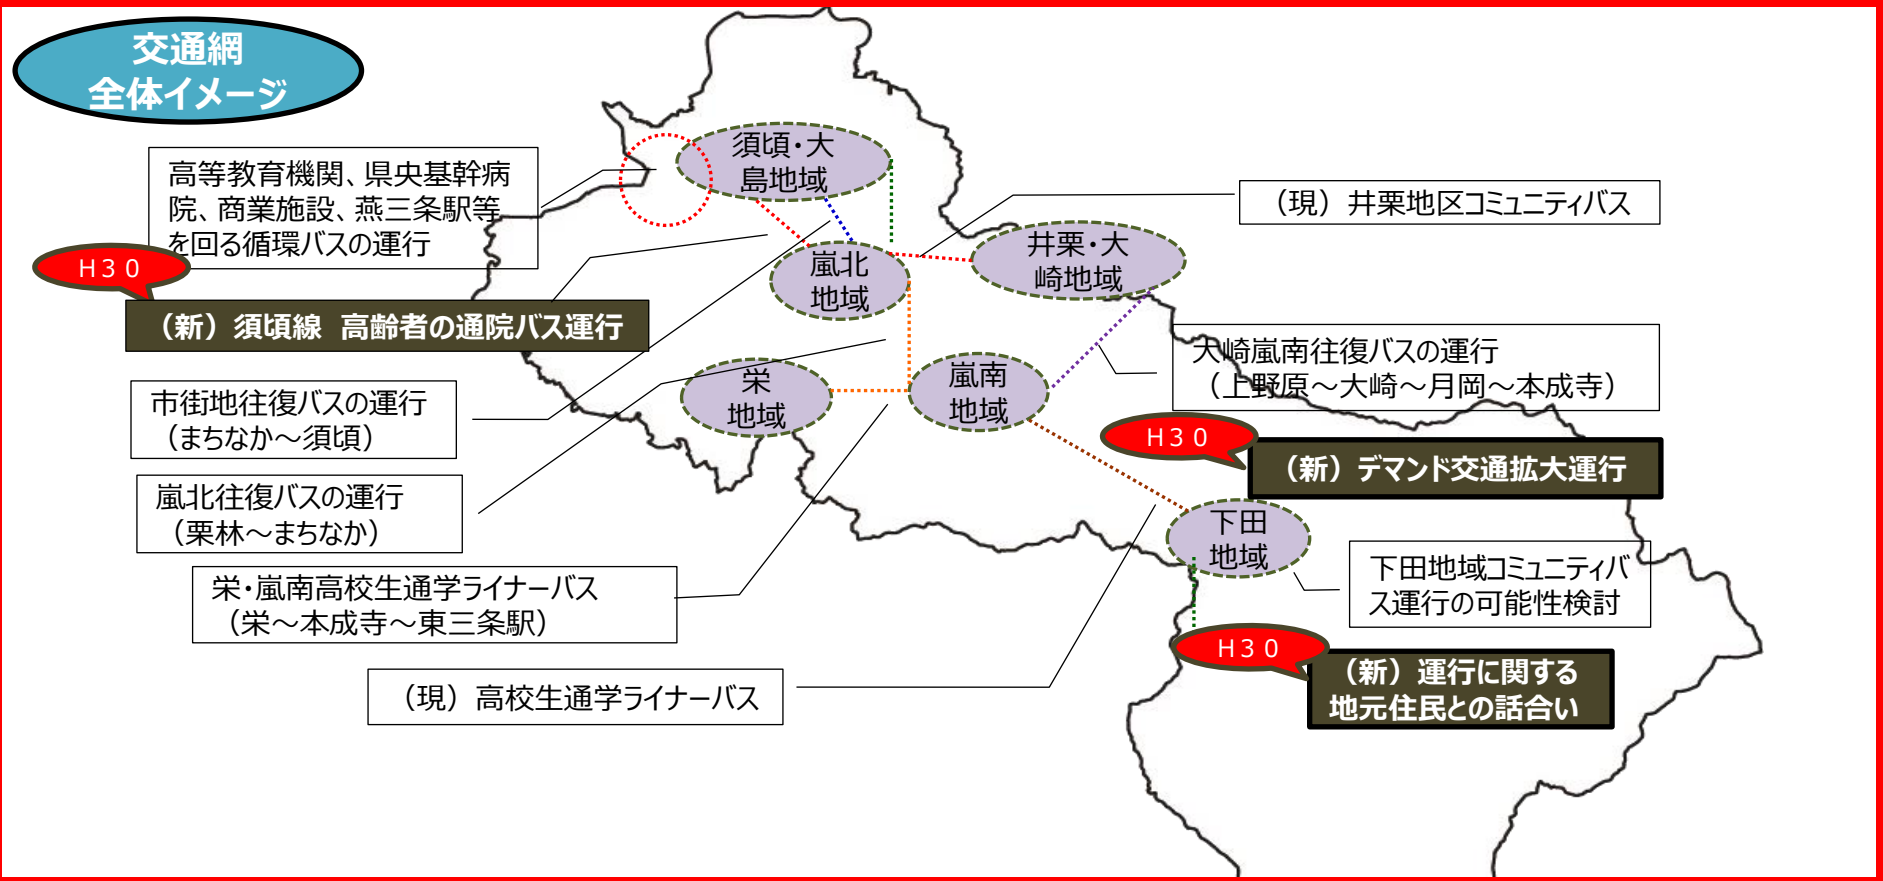 交通網
全体イメージ
高等教育機関、県央基幹病
院、商業施設、燕三条駅等
を回る循環バスの運行
須頃・大
島地域
（現）井栗地区コミュニティバス
H30
嵐北
地域
井栗・大
崎地域
（新）須頃線 高齢者の通院バス運行
大崎嵐南往復バスの運行
（上野原～大崎～月岡～本成寺）
市街地往復バスの運行
（まちなか～須頃）
栄
地域
嵐南
地域
H30
（新）デマンド交通拡大運行
嵐北往復バスの運行
（栗林～まちなか）
下田
地域
下田地域コミュニティバ
ス運行の可能性検討
栄・嵐南高校生通学ライナーバス
（栄～本成寺～東三条駅）
H30
（新）運行に関する
地元住民との話合い
（現）高校生通学ライナーバス